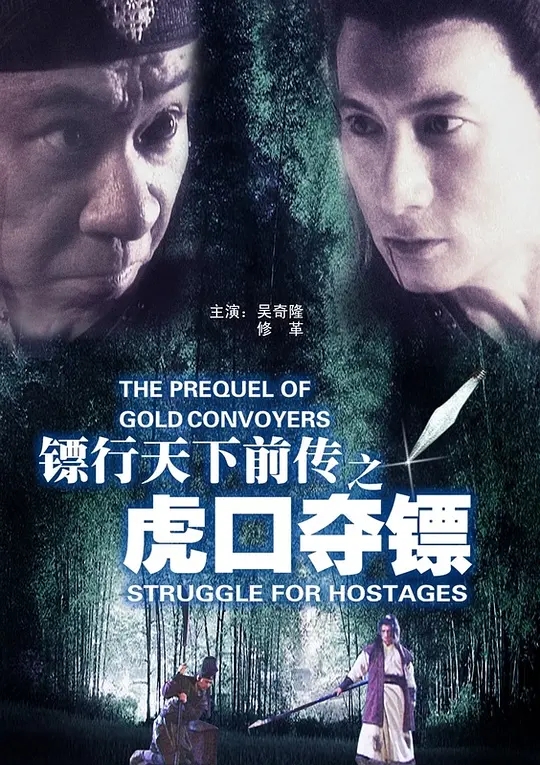 主演：吴奇隆
修 革
THE PREQUEL OF
GOLD CONVOYERS
镖行天下前传之
虎口夺镖
STRUGGLE FOR HOSTAGES